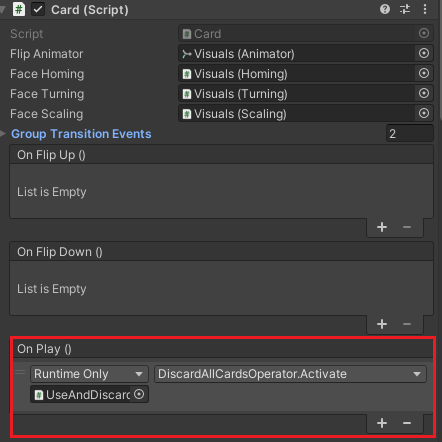 Card (Script)
Script Card
Flip Animator Visuals (Animator)
Face Homing Visuals (Homing)
Face Turning Visuals (Turning)
Face Scaling Visuals (Scaling)
Group Transition Events 2
On Flip Up ()
List is Empty
+ −
On Flip Down ()
List is Empty
+ −
On Play ()
Runtime Only DiscardAllCardsOperator.Activate
UseAndDiscard
+ −